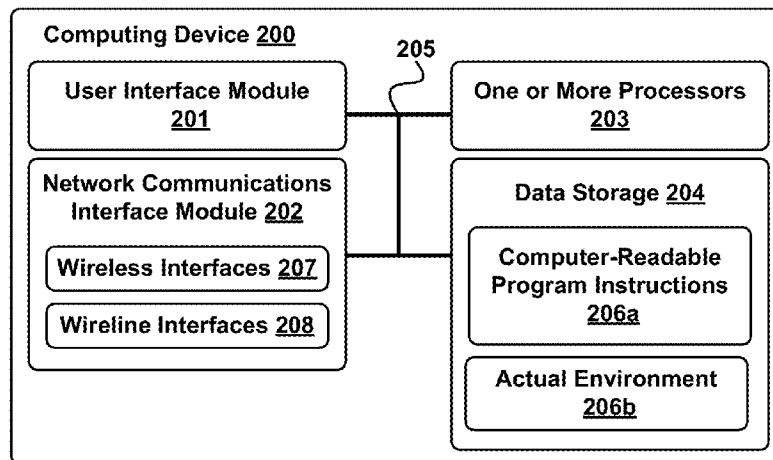 Computing Device 200
205
User Interface Module
201
One or More Processors
203
Network Communications
Interface Module 202
Wireless Interfaces 207
Wireline Interfaces 208
Data Storage 204
Computer-Readable
Program Instructions
206a
Actual Environment
206b